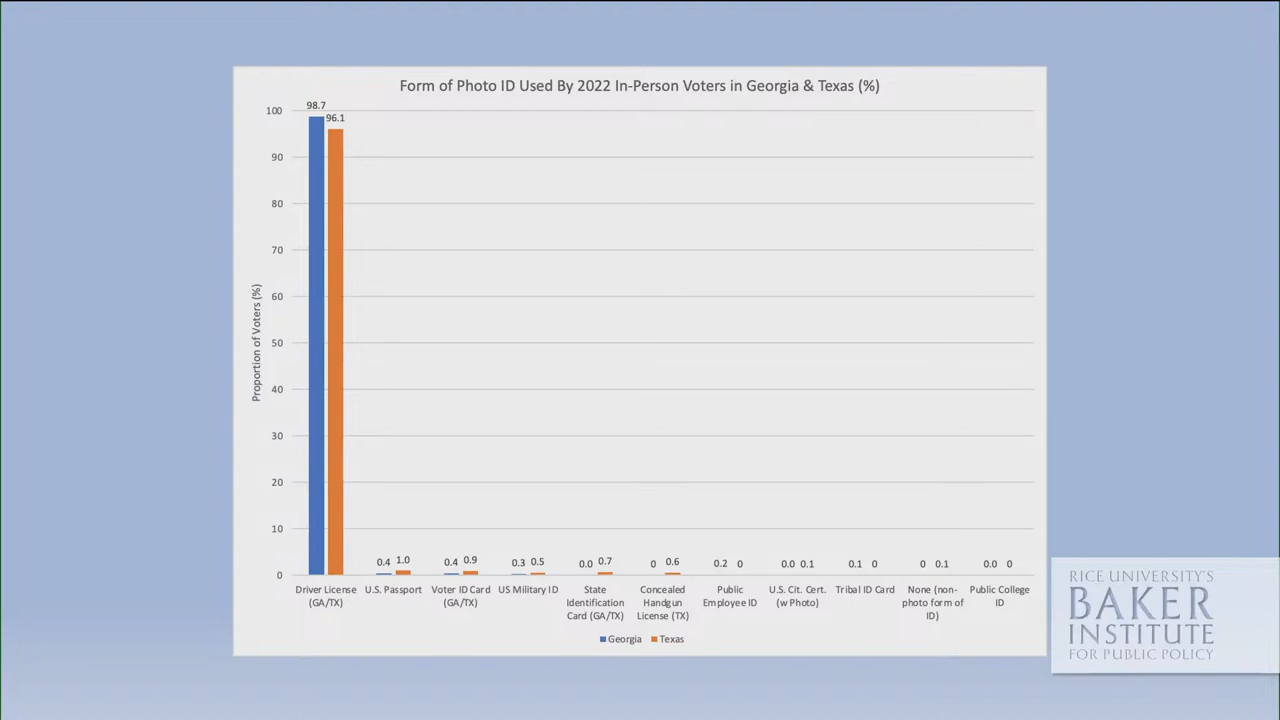 Form of Photo ID Used By 2022 In-Person Voters in Georgia & Texas (%)
98.7
100
96.1
90
80
70
60
50
40
30
20
10
0
Proportion of Voters (%)
0.4 1.0 0.4 0.9 0.3 0.5 0.0 0.7 0 0.6 0.2 0 0.0 0.1 0.1 0 0 0.1 0.0 0
Driver License
(GA/TX)
U.S. Passport
Voter ID Card
(GA/TX)
US Military ID
State
Identification
Card (GA/TX)
Concealed
Handgun
License (TX)
Public
Employee ID
U.S. Cit. Cert.
(w Photo)
Tribal ID Card
None (non-
photo form of
ID)
Public College
ID
Georgia Texas
RICE UNIVERSITY'S
BAKER
INSTITUTE
FOR PUBLIC POLICY